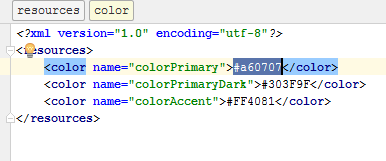 resources color
<?xml version="1.0" encoding="utf-8"?>
<resources>
<color name="colorPrimary">#a60707</color>
<color name="colorPrimaryDark">#303F9F</color>
<color name="colorAccent">#FF4081</color>
</resources>